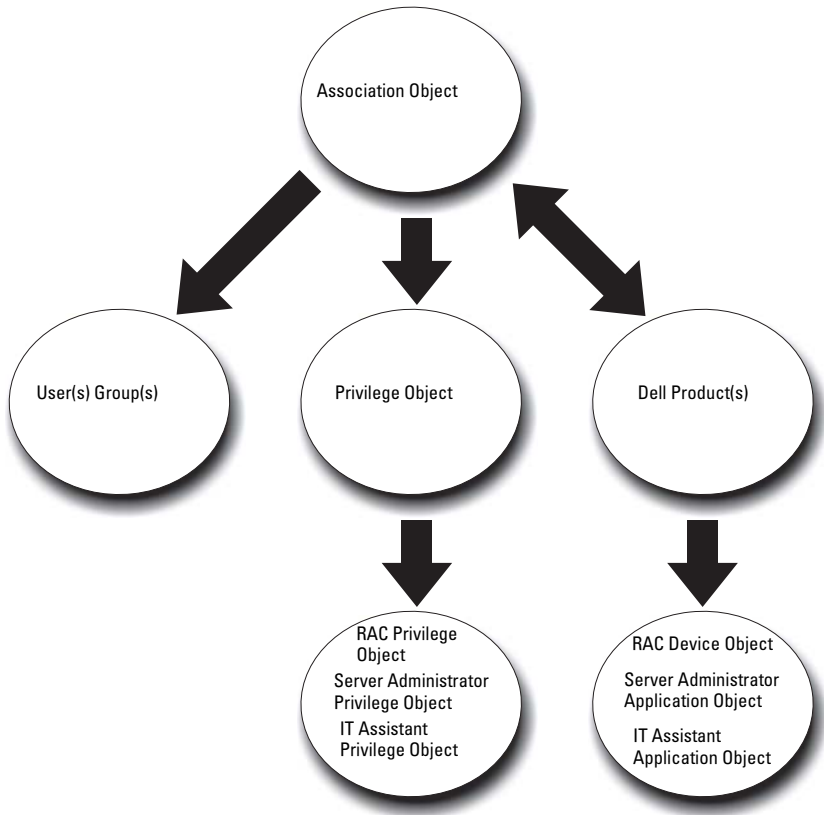 Association Object
User(s) Group(s)
Privilege Object
Dell Product(s)
RAC Privilege
Object
Server Administrator
Privilege Object
IT Assistant
Privilege Object
RAC Device Object
Server Administrator
Application Object
IT Assistant
Application Object